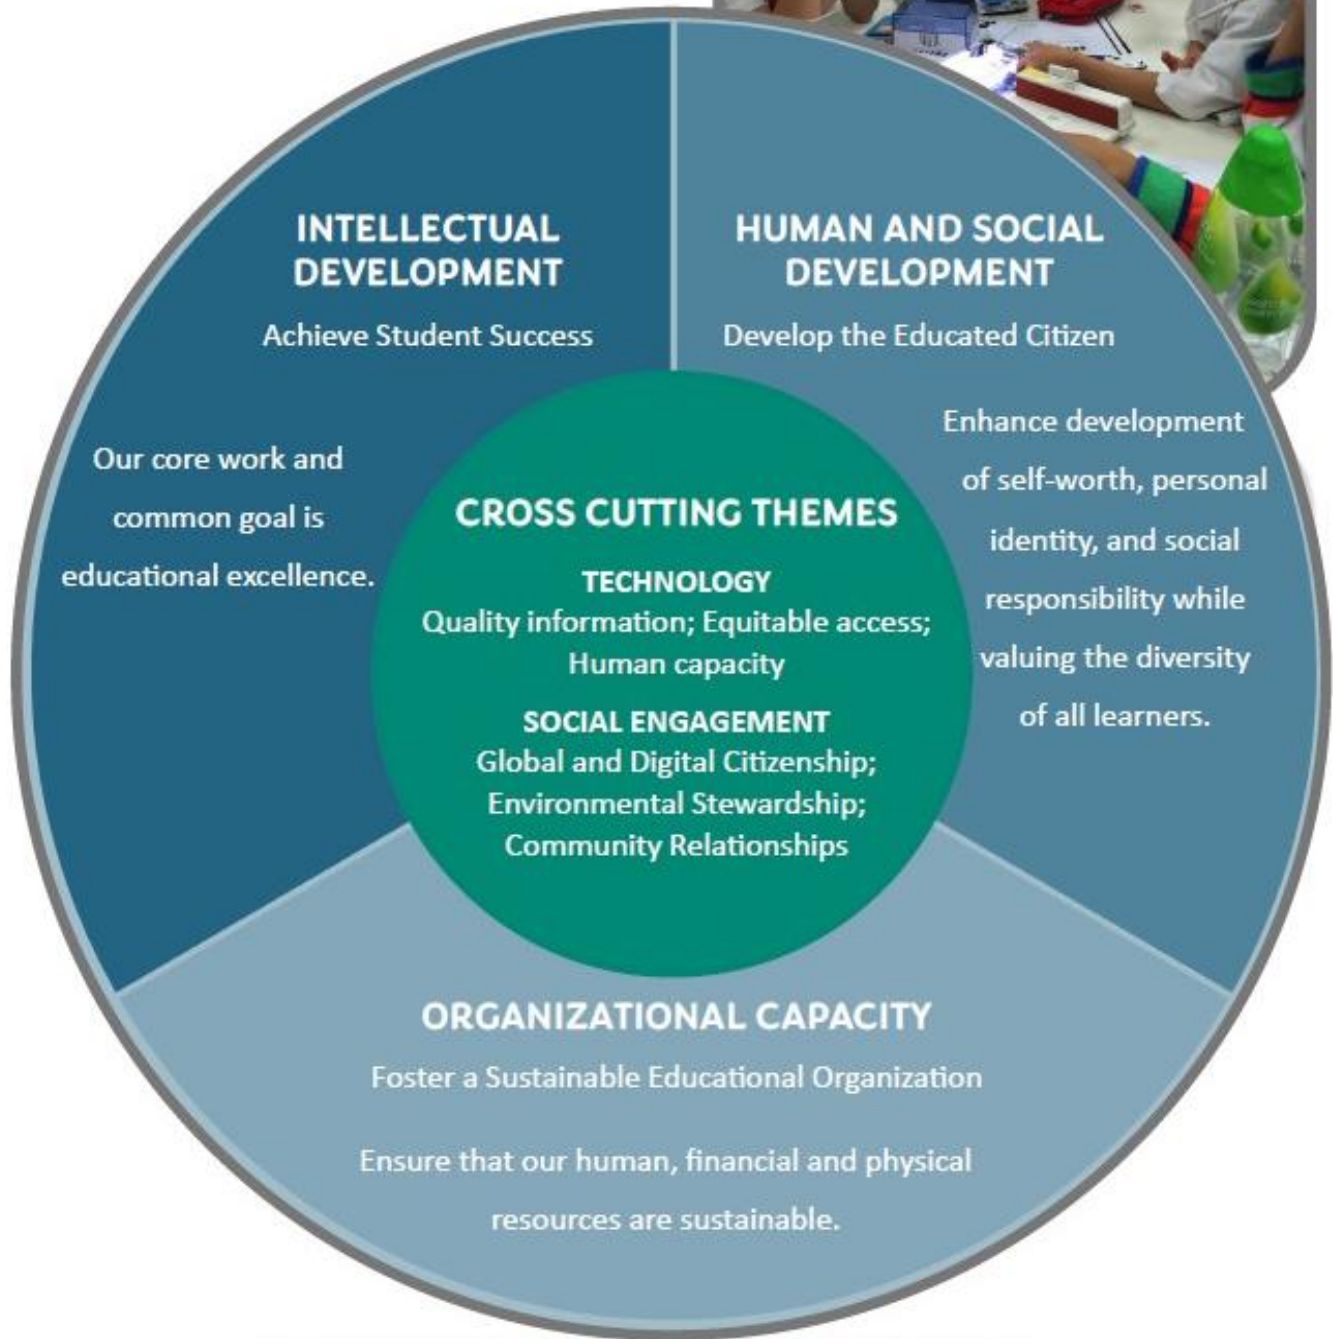 INTELLECTUAL
DEVELOPMENT
Achieve Student Success
Our core work and
common goal is
educational excellence.
HUMAN AND SOCIAL
DEVELOPMENT
Develop the Educated Citizen
Enhance development
of self-worth, personal
identity, and social
responsibility while
valuing the diversity
of all learners.
CROSS CUTTING THEMES
TECHNOLOGY
Quality information; Equitable access;
Human capacity
SOCIAL ENGAGEMENT
Global and Digital Citizenship;
Environmental Stewardship;
Community Relationships
ORGANIZATIONAL CAPACITY
Foster a Sustainable Educational Organization
Ensure that our human, financial and physical
resources are sustainable.